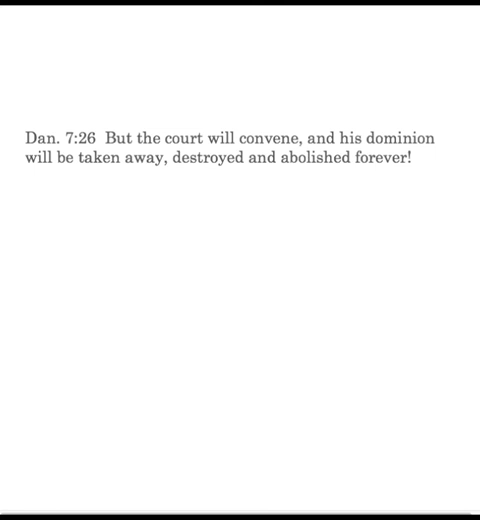 Dan. 7:26  But the court will convene, and his dominion
will be taken away, destroyed and abolished forever!